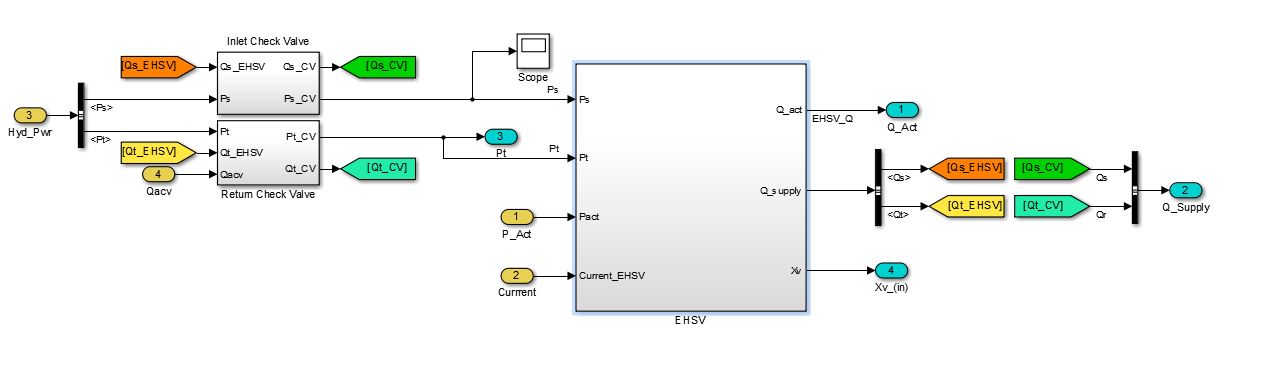 Inlet Check Valve
[Qs_EHSV]
Qs_EHSV
Qs_CV
[Qs_CV]
Scope
Ps
Ps_CV
<Ps>
3
Hyd_Pwr
<Pt>
Pt
Pt_CV
[Qt_EHSV]
Qt_EHSV
Qt_CV
[Qt_CV]
4
Qacv
Qacv
Return Check Valve
3
Pt
Ps
Ps
Pt
Pt
1
P_Act
Pact
2
Currrent
Current_EHSV
EHSV
Q_act
EHSV_Q
1
Q_Act
Q_supply
<Qs>
[Qs_EHSV]
[Qs_CV]
Qs
<Qt>
[Qt_EHSV]
[Qt_CV]
Qr
2
Q_Supply
Xv
4
Xv_(in)